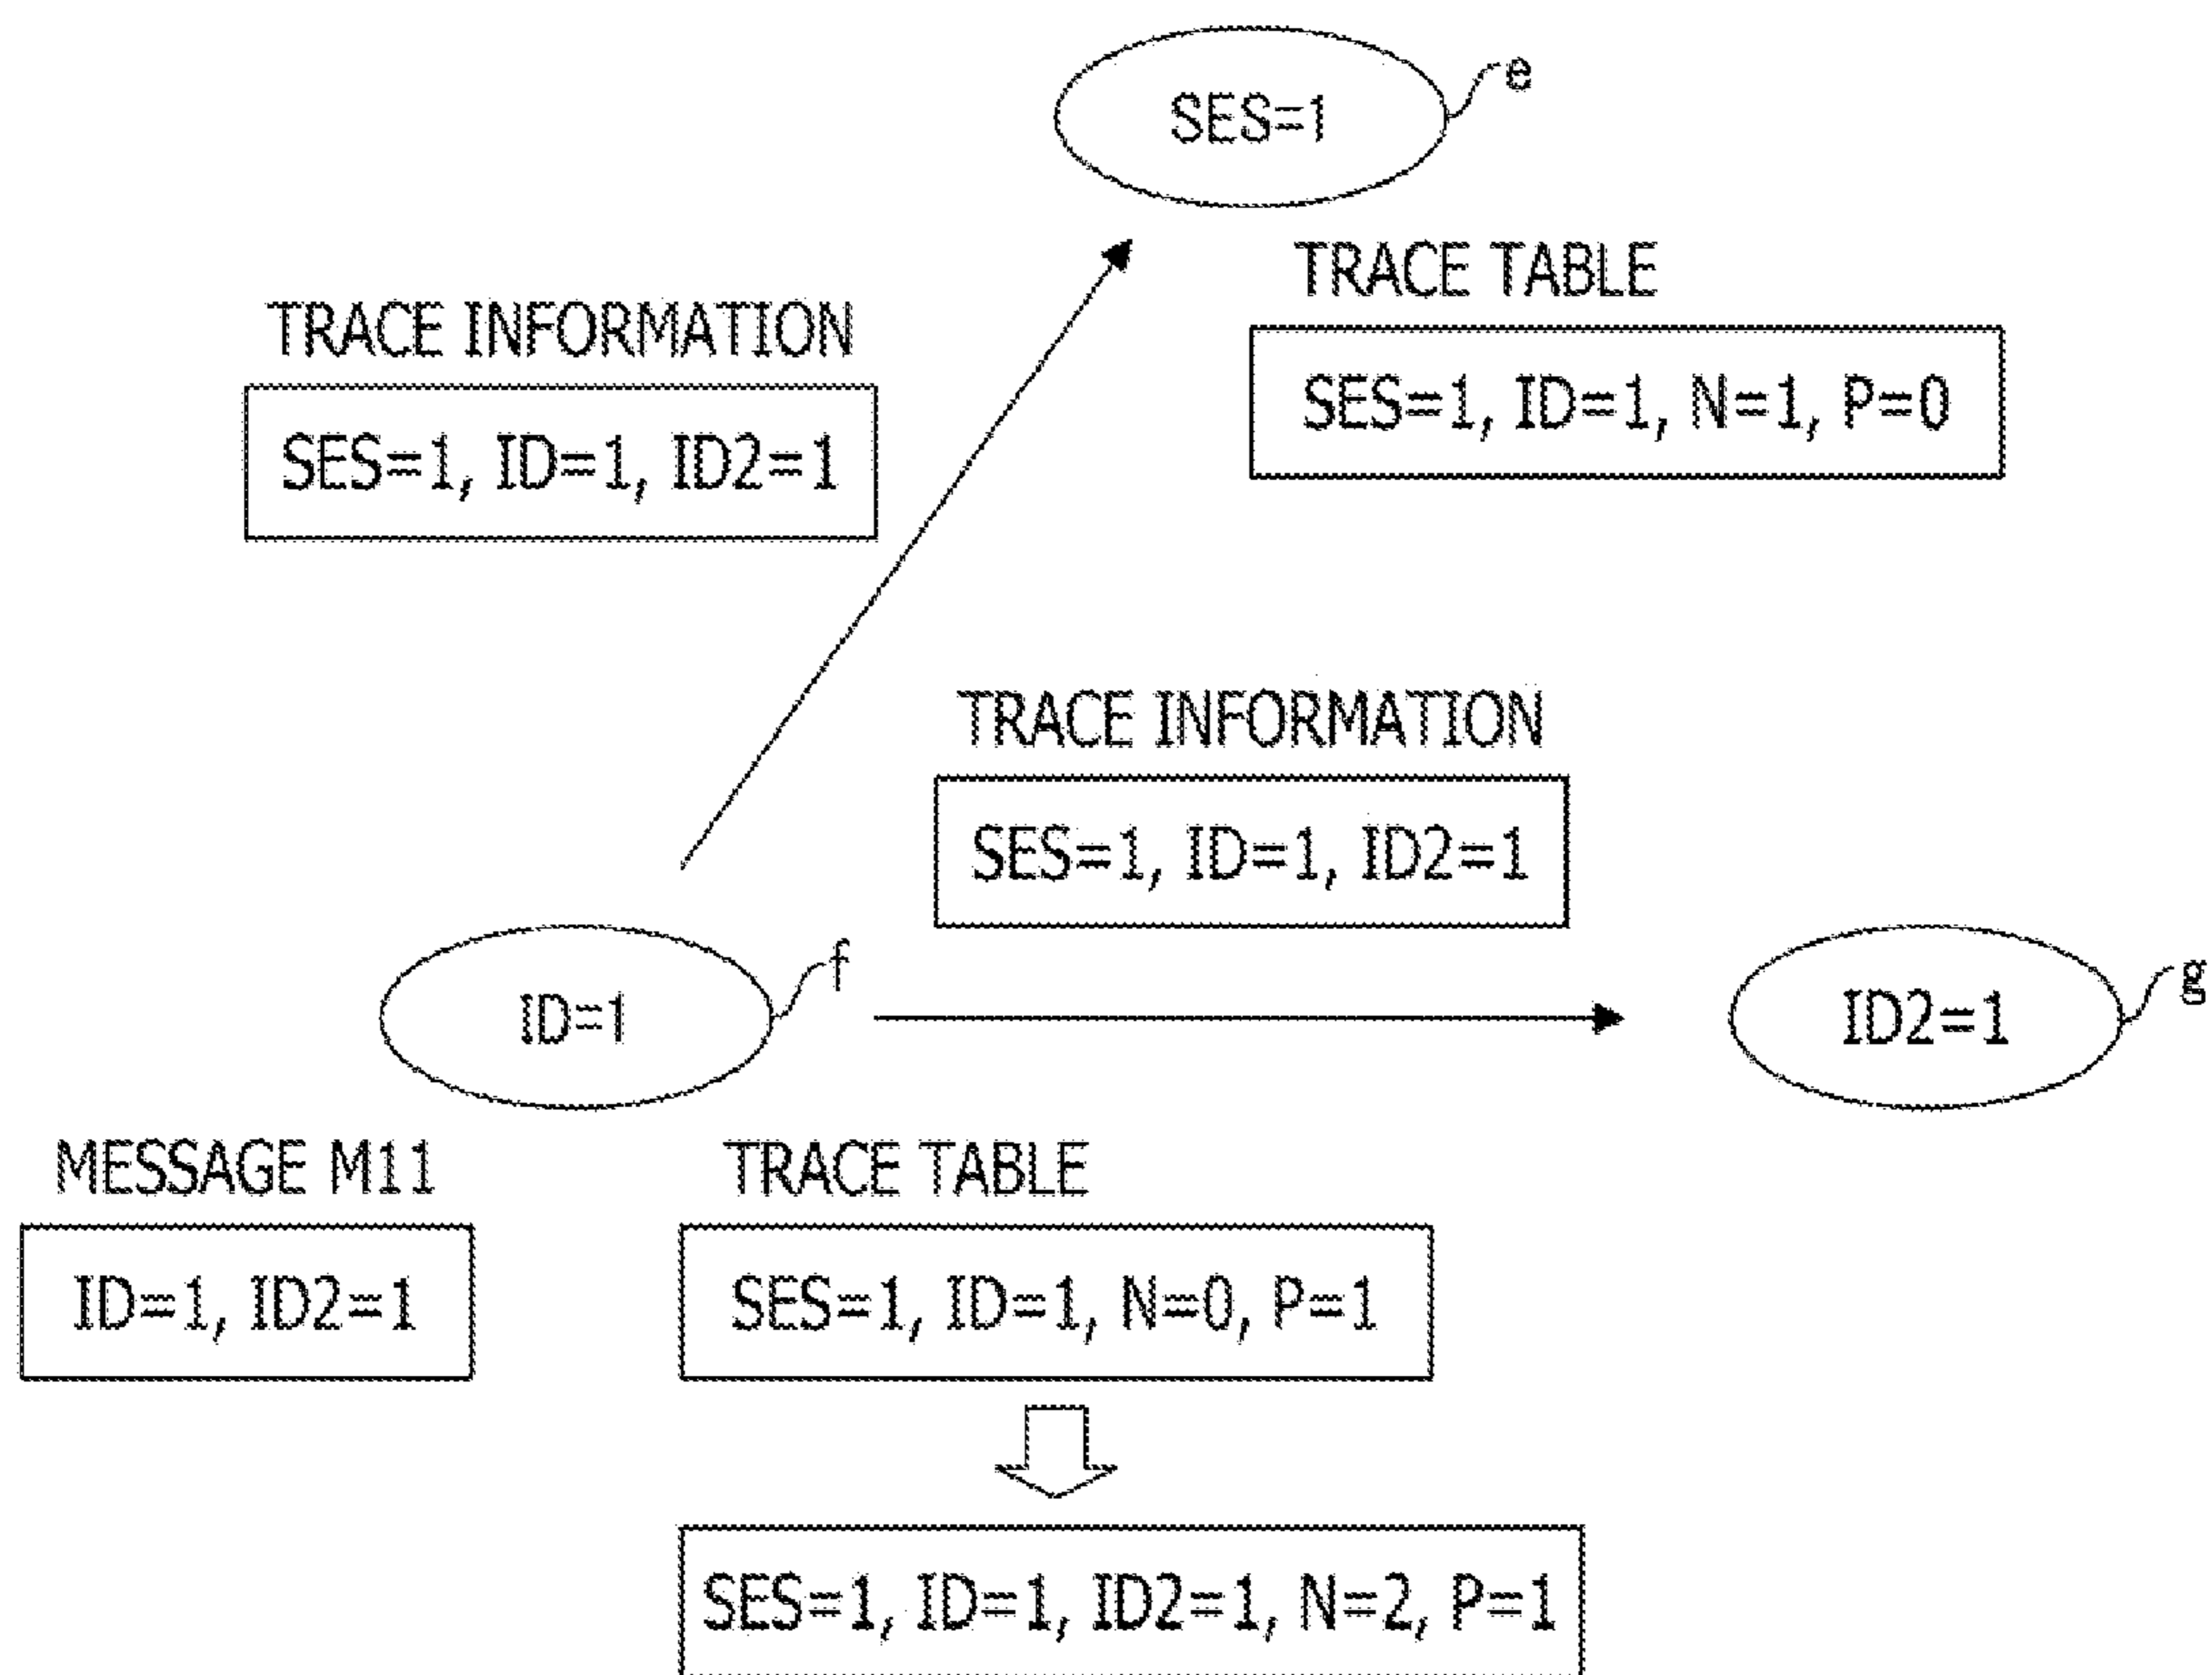 SES=1
e
TRACE TABLE
SES=1, ID=1, N=1, P=0
TRACE INFORMATION
SES=1, ID=1, ID2=1
TRACE INFORMATION
SES=1, ID=1, ID2=1
ID=1
f
ID2=1
g
MESSAGE M11
ID=1, ID2=1
TRACE TABLE
SES=1, ID=1, N=0, P=1
SES=1, ID=1, ID2=1, N=2, P=1